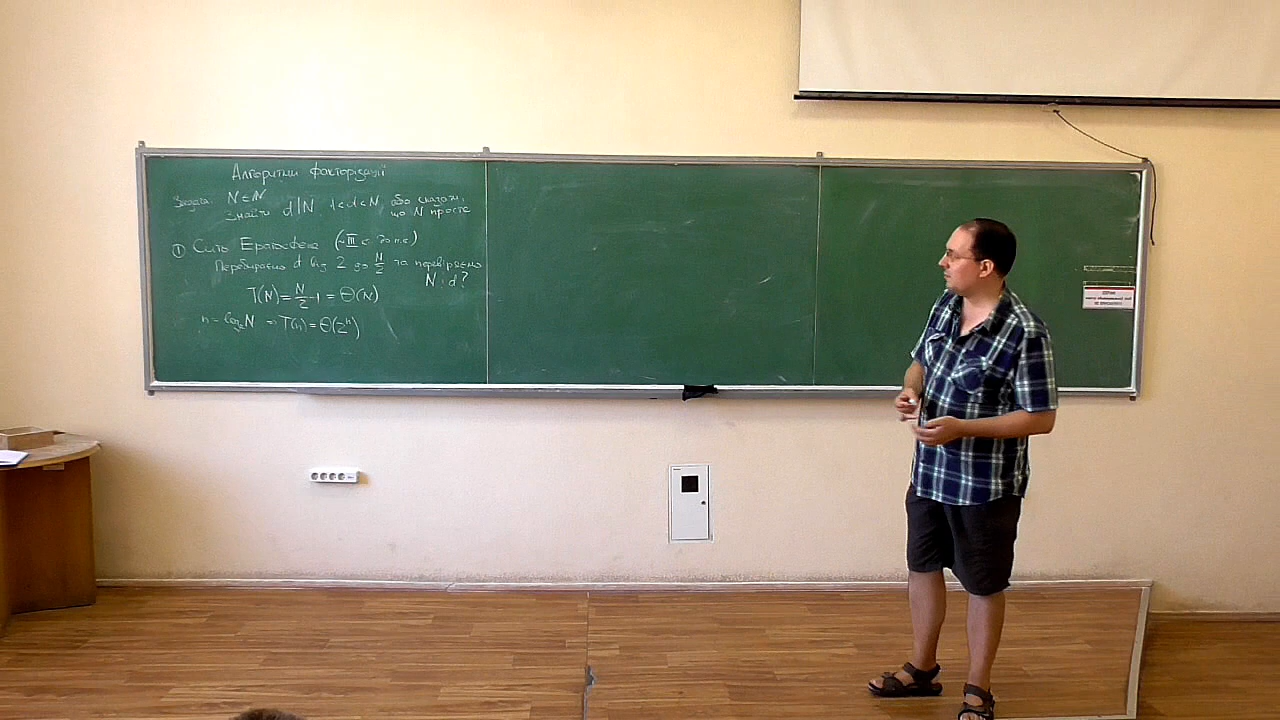 Алгоритми факторізації
Задача: N ∈ ℕ
Знайти d|N, 1<d<N, або сказати,
що N просте
① Сито Ератосфена (~III с. до н.е.)
Перебираємо d від 2 до N/2 та перевіряємо
N ⋮ d?
T(N) = N/2 - 1 = Θ(N)
n = log₂N ⇒ T(n) = Θ(2ⁿ)